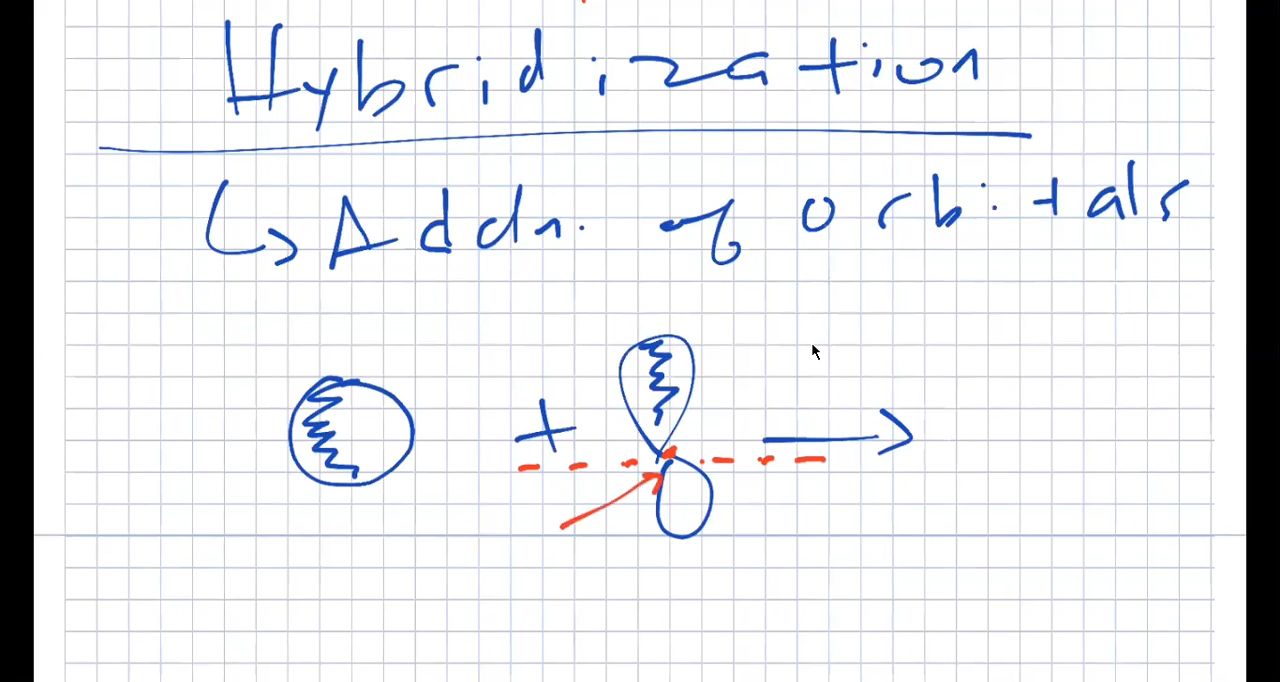 Hybridization
↳ Addn. of orbitals
+ →